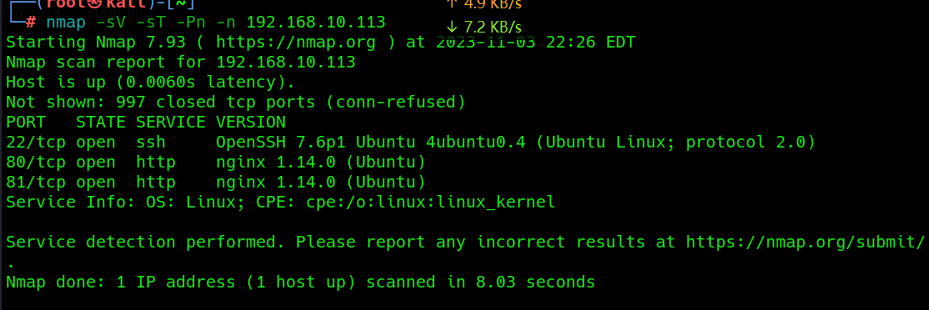 (root㉿kali)-[~]
↑ 4.9 KB/s
# nmap -sV -sT -Pn -n 192.168.10.113
↓ 7.2 KB/s
Starting Nmap 7.93 ( https://nmap.org ) at 2023-11-03 22:26 EDT
Nmap scan report for 192.168.10.113
Host is up (0.0060s latency).
Not shown: 997 closed tcp ports (conn-refused)
PORT   STATE SERVICE VERSION
22/tcp open  ssh     OpenSSH 7.6p1 Ubuntu 4ubuntu0.4 (Ubuntu Linux; protocol 2.0)
80/tcp open  http    nginx 1.14.0 (Ubuntu)
81/tcp open  http    nginx 1.14.0 (Ubuntu)
Service Info: OS: Linux; CPE: cpe:/o:linux:linux_kernel
Service detection performed. Please report any incorrect results at https://nmap.org/submit/
.
Nmap done: 1 IP address (1 host up) scanned in 8.03 seconds